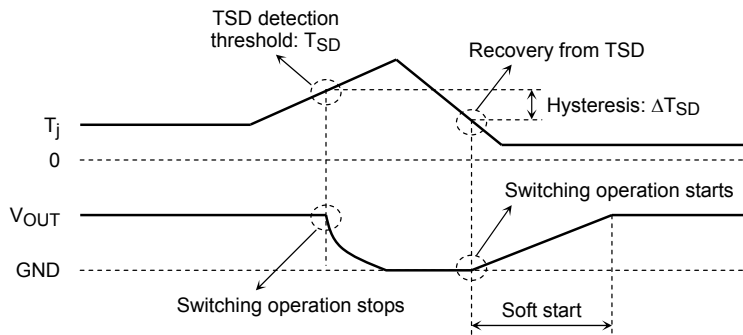 TSD detection
threshold: TSD
Recovery from TSD
Hysteresis: ΔTSD
Tj
0
Switching operation starts
VOUT
GND
Switching operation stops
Soft start